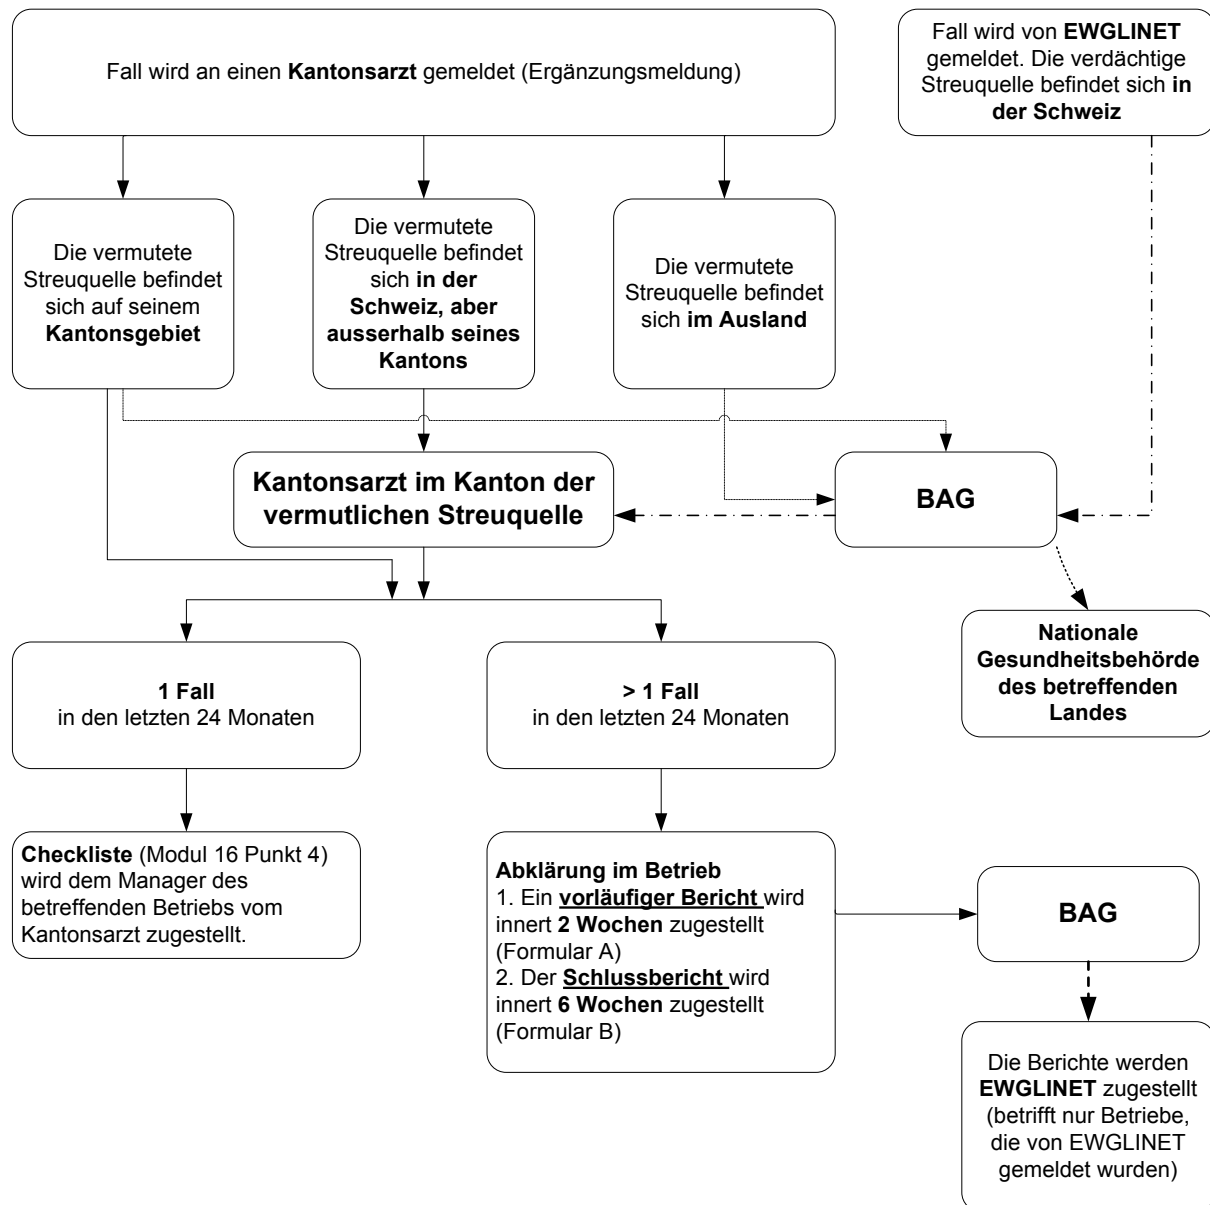 Fall wird an einen Kantonsarzt gemeldet (Ergänzungsmeldung)
Fall wird von EWGLINET
gemeldet. Die verdächtige
Streuquelle befindet sich in
der Schweiz
Die vermutete
Streuquelle befindet
sich auf seinem
Kantonsgebiet
Die vermutete
Streuquelle befindet
sich in der
Schweiz, aber
ausserhalb seines
Kantons
Die vermutete
Streuquelle befindet
sich im Ausland
Kantonsarzt im Kanton der
vermutlichen Streuquelle
BAG
Nationale
Gesundheitsbehörde
des betreffenden
Landes
1 Fall
in den letzten 24 Monaten
> 1 Fall
in den letzten 24 Monaten
Checkliste (Modul 16 Punkt 4)
wird dem Manager des
betreffenden Betriebs vom
Kantonsarzt zugestellt.
Abklärung im Betrieb
1. Ein vorläufiger Bericht wird
innert 2 Wochen zugestellt
(Formular A)
2. Der Schlussbericht wird
innert 6 Wochen zugestellt
(Formular B)
BAG
Die Berichte werden
EWGLINET zugestellt
(betrifft nur Betriebe,
die von EWGLINET
gemeldet wurden)